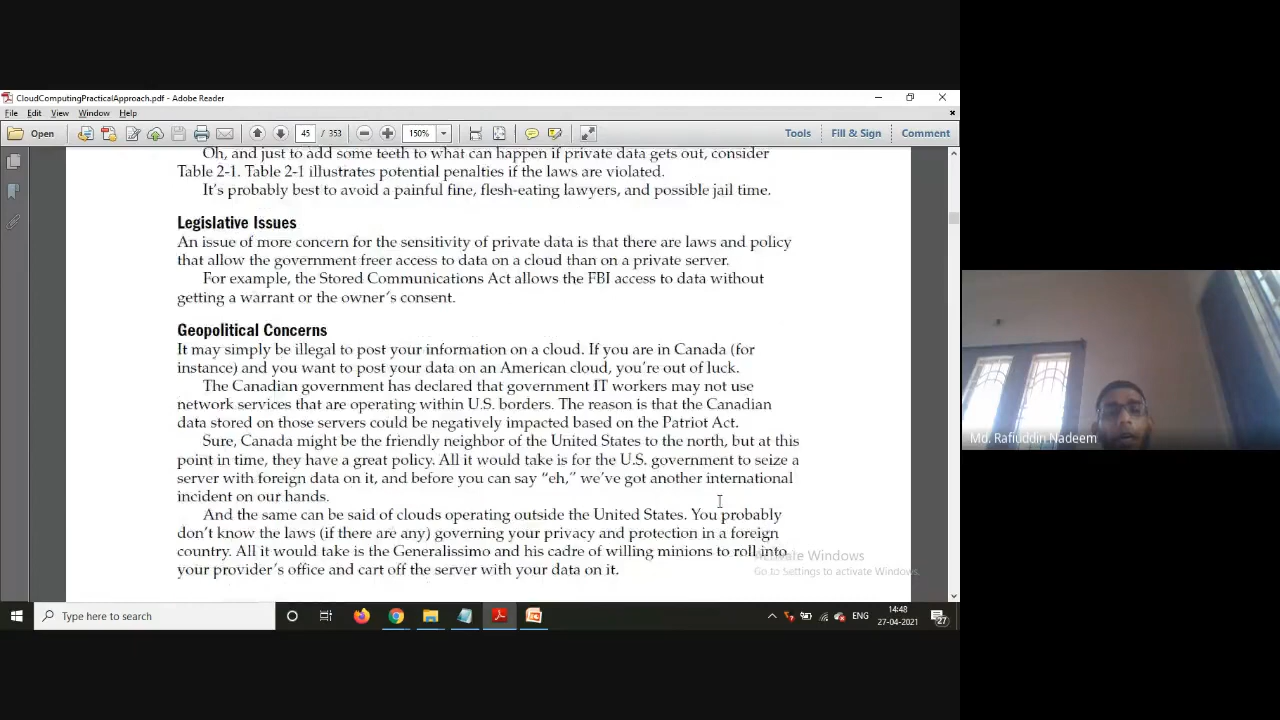 CloudComputingPracticalApproach.pdf - Adobe Reader
File Edit View Window Help
Open 45 / 353 150% Tools Fill & Sign Comment
Oh, and just to add some teeth to what can happen if private data gets out, consider
Table 2-1. Table 2-1 illustrates potential penalties if the laws are violated.
It's probably best to avoid a painful fine, flesh-eating lawyers, and possible jail time.
Legislative Issues
An issue of more concern for the sensitivity of private data is that there are laws and policy
that allow the government freer access to data on a cloud than on a private server.
For example, the Stored Communications Act allows the FBI access to data without
getting a warrant or the owner's consent.
Geopolitical Concerns
It may simply be illegal to post your information on a cloud. If you are in Canada (for
instance) and you want to post your data on an American cloud, you're out of luck.
The Canadian government has declared that government IT workers may not use
network services that are operating within U.S. borders. The reason is that the Canadian
data stored on those servers could be negatively impacted based on the Patriot Act.
Sure, Canada might be the friendly neighbor of the United States to the north, but at this
point in time, they have a great policy. All it would take is for the U.S. government to seize a
server with foreign data on it, and before you can say "eh," we've got another international
incident on our hands.
And the same can be said of clouds operating outside the United States. You probably
don't know the laws (if there are any) governing your privacy and protection in a foreign
country. All it would take is the Generalissimo and his cadre of willing minions to roll into
your provider's office and cart off the server with your data on it.
Activate Windows
Go to Settings to activate Windows.
Md. Rafiuddin Nadeem
Type here to search
ENG
14:48
27-04-2021
27